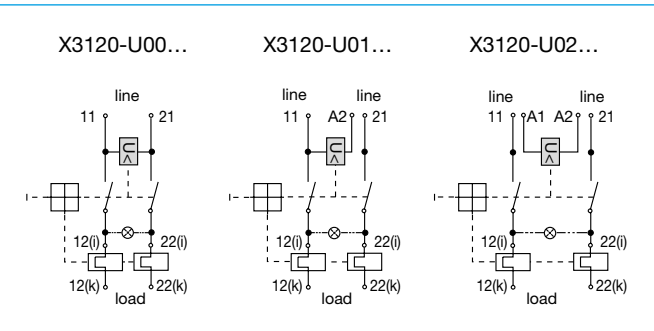 X3120-U00... X3120-U01... X3120-U02...
line line line line line
11 21 11 A2 21 11 A1 A2 21
U< U< U<
12(i) 22(i) 12(i) 22(i) 12(i) 22(i)
12(k) 22(k) 12(k) 22(k) 12(k) 22(k)
load load load